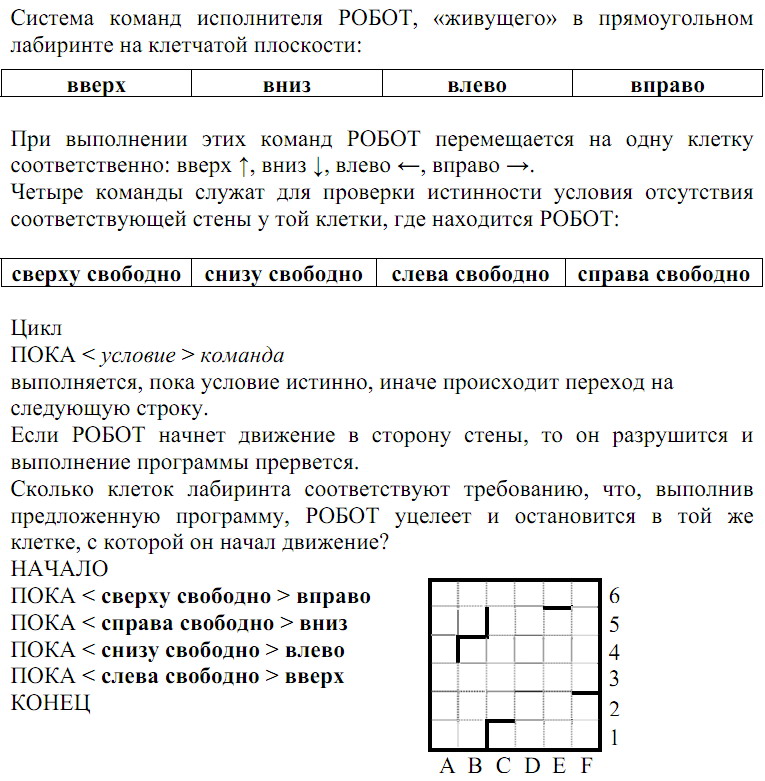 Система команд исполнителя РОБОТ, «живущего» в прямоугольном
лабиринте на клетчатой плоскости:
вверх вниз влево вправо
При выполнении этих команд РОБОТ перемещается на одну клетку
соответственно: вверх ↑, вниз ↓, влево ←, вправо →.
Четыре команды служат для проверки истинности условия отсутствия
соответствующей стены у той клетки, где находится РОБОТ:
сверху свободно снизу свободно слева свободно справа свободно
Цикл
ПОКА < условие > команда
выполняется, пока условие истинно, иначе происходит переход на
следующую строку.
Если РОБОТ начнет движение в сторону стены, то он разрушится и
выполнение программы прервется.
Сколько клеток лабиринта соответствуют требованию, что, выполнив
предложенную программу, РОБОТ уцелеет и остановится в той же
клетке, с которой он начал движение?
НАЧАЛО
ПОКА < сверху свободно > вправо
ПОКА < справа свободно > вниз
ПОКА < снизу свободно > влево
ПОКА < слева свободно > вверх
КОНЕЦ
6
5
4
3
2
1
A B C D E F